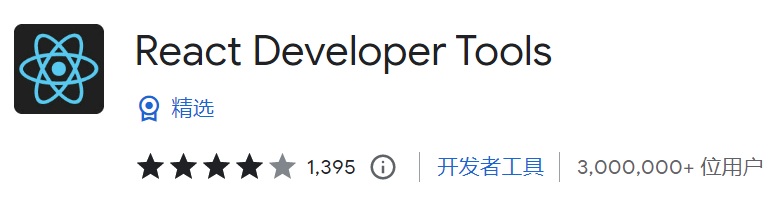 React Developer Tools
精选
1,395 开发者工具 3,000,000+ 位用户